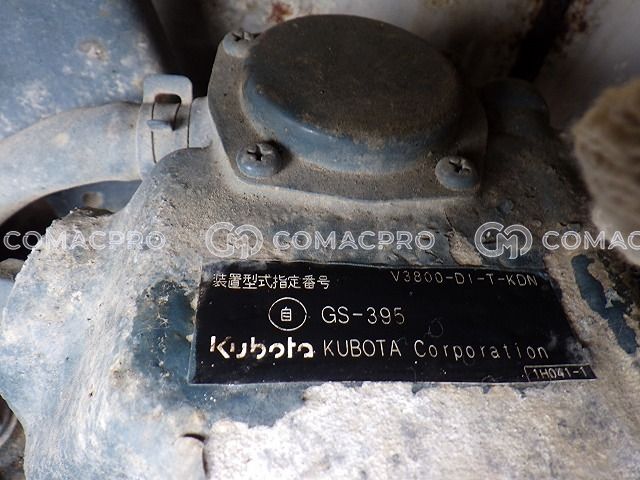 COMACPRO COMACPRO COMACPRO
装置型式指定番号 V3800-DI-T-KDN
自 GS-395
Kubota KUBOTA Corporation
1H041-1